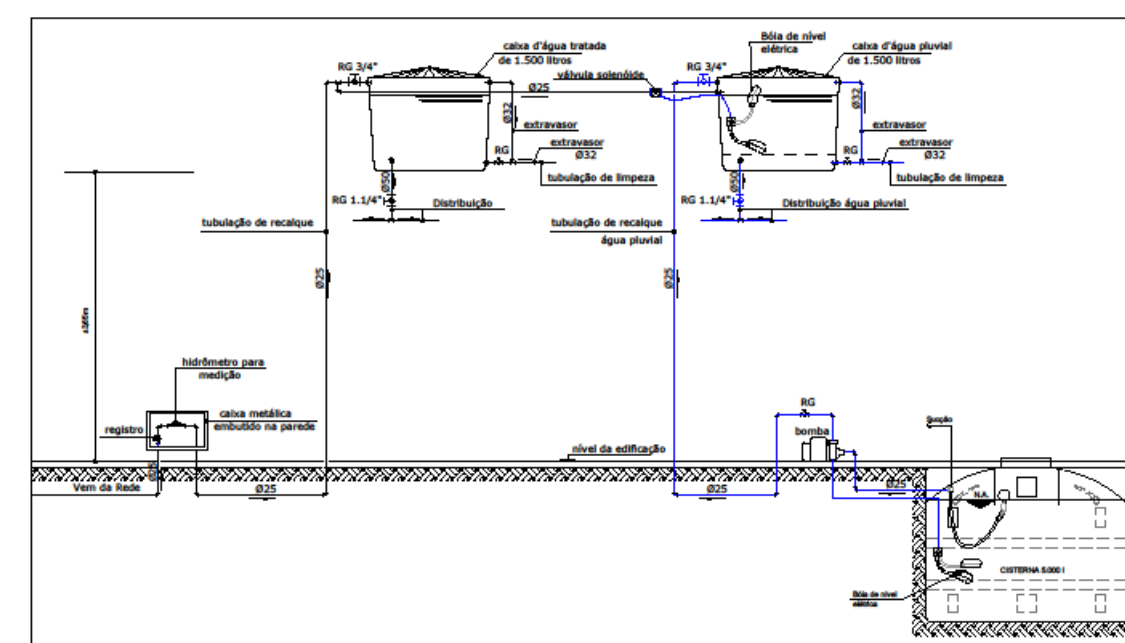 caixa d'água tratada
de 1.500 litros
RG 3/4"
Ø25
Ø32
extravasor
extravasor
RG
tubulação de limpeza
Ø50
RG 1.1/4"
Distribuição
tubulação de recalque
Ø25
Bóia de nível
elétrica
caixa d'água pluvial
de 1.500 litros
válvula solenóide
RG 3/4"
Ø32
extravasor
extravasor
Ø32
RG
Ø32
tubulação de limpeza
Ø50
RG 1.1/4"
Distribuição água pluvial
tubulação de recalque
água pluvial
Ø25
hidrômetro para
medição
caixa metálica
embutido na parede
registro
Ø25
Vem da Rede
Ø25
nível da edificação
RG
bomba
Ø25
Ø25
Sucção
N.A.
CISTERNA 5.000 l
Bóia de nível
elétrica